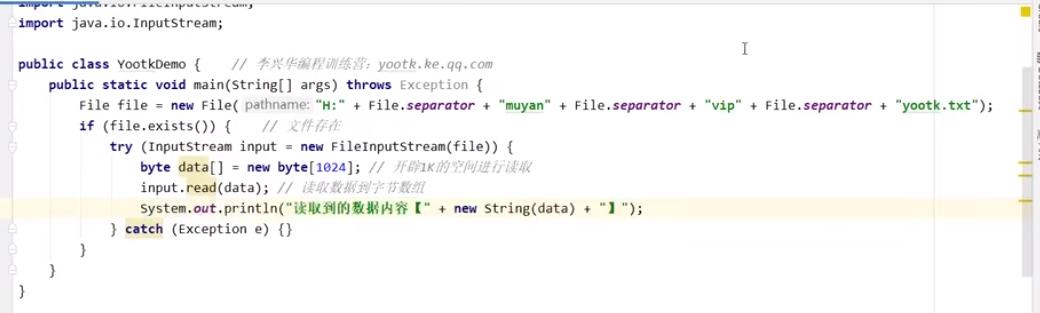 import java.io.FileInputStream;
import java.io.InputStream;
public class YootkDemo {    // 李兴华编程训练营：yootk.ke.qq.com
public static void main(String[] args) throws Exception {
File file = new File( pathname: "H:" + File.separator + "muyan" + File.separator + "vip" + File.separator + "yootk.txt");
if (file.exists()) {    // 文件存在
try (InputStream input = new FileInputStream(file)) {
byte data[] = new byte[1024]; // 开辟1K的空间进行读取
input.read(data); // 读取数据到字节数组
System.out.println("读取到的数据内容【" + new String(data) + "】");
} catch (Exception e) {}
}
}
}